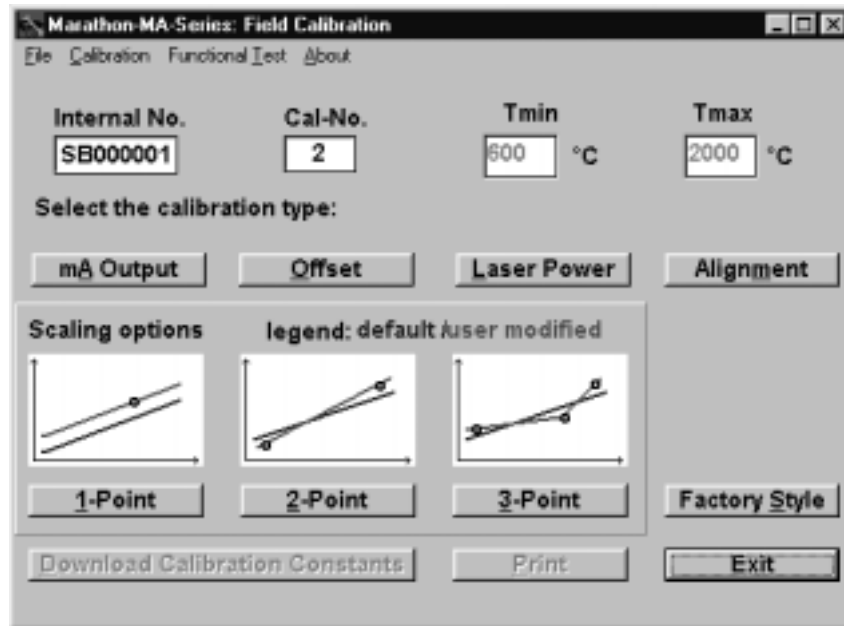 Marathon-MA-Series: Field Calibration
File Calibration Functional Test About
Internal No. Cal-No. Tmin Tmax
SB000001 2 600 °C 2000 °C
Select the calibration type:
mA Output Offset Laser Power Alignment
Scaling options legend: default /user modified
1-Point 2-Point 3-Point Factory Style
Download Calibration Constants Print Exit